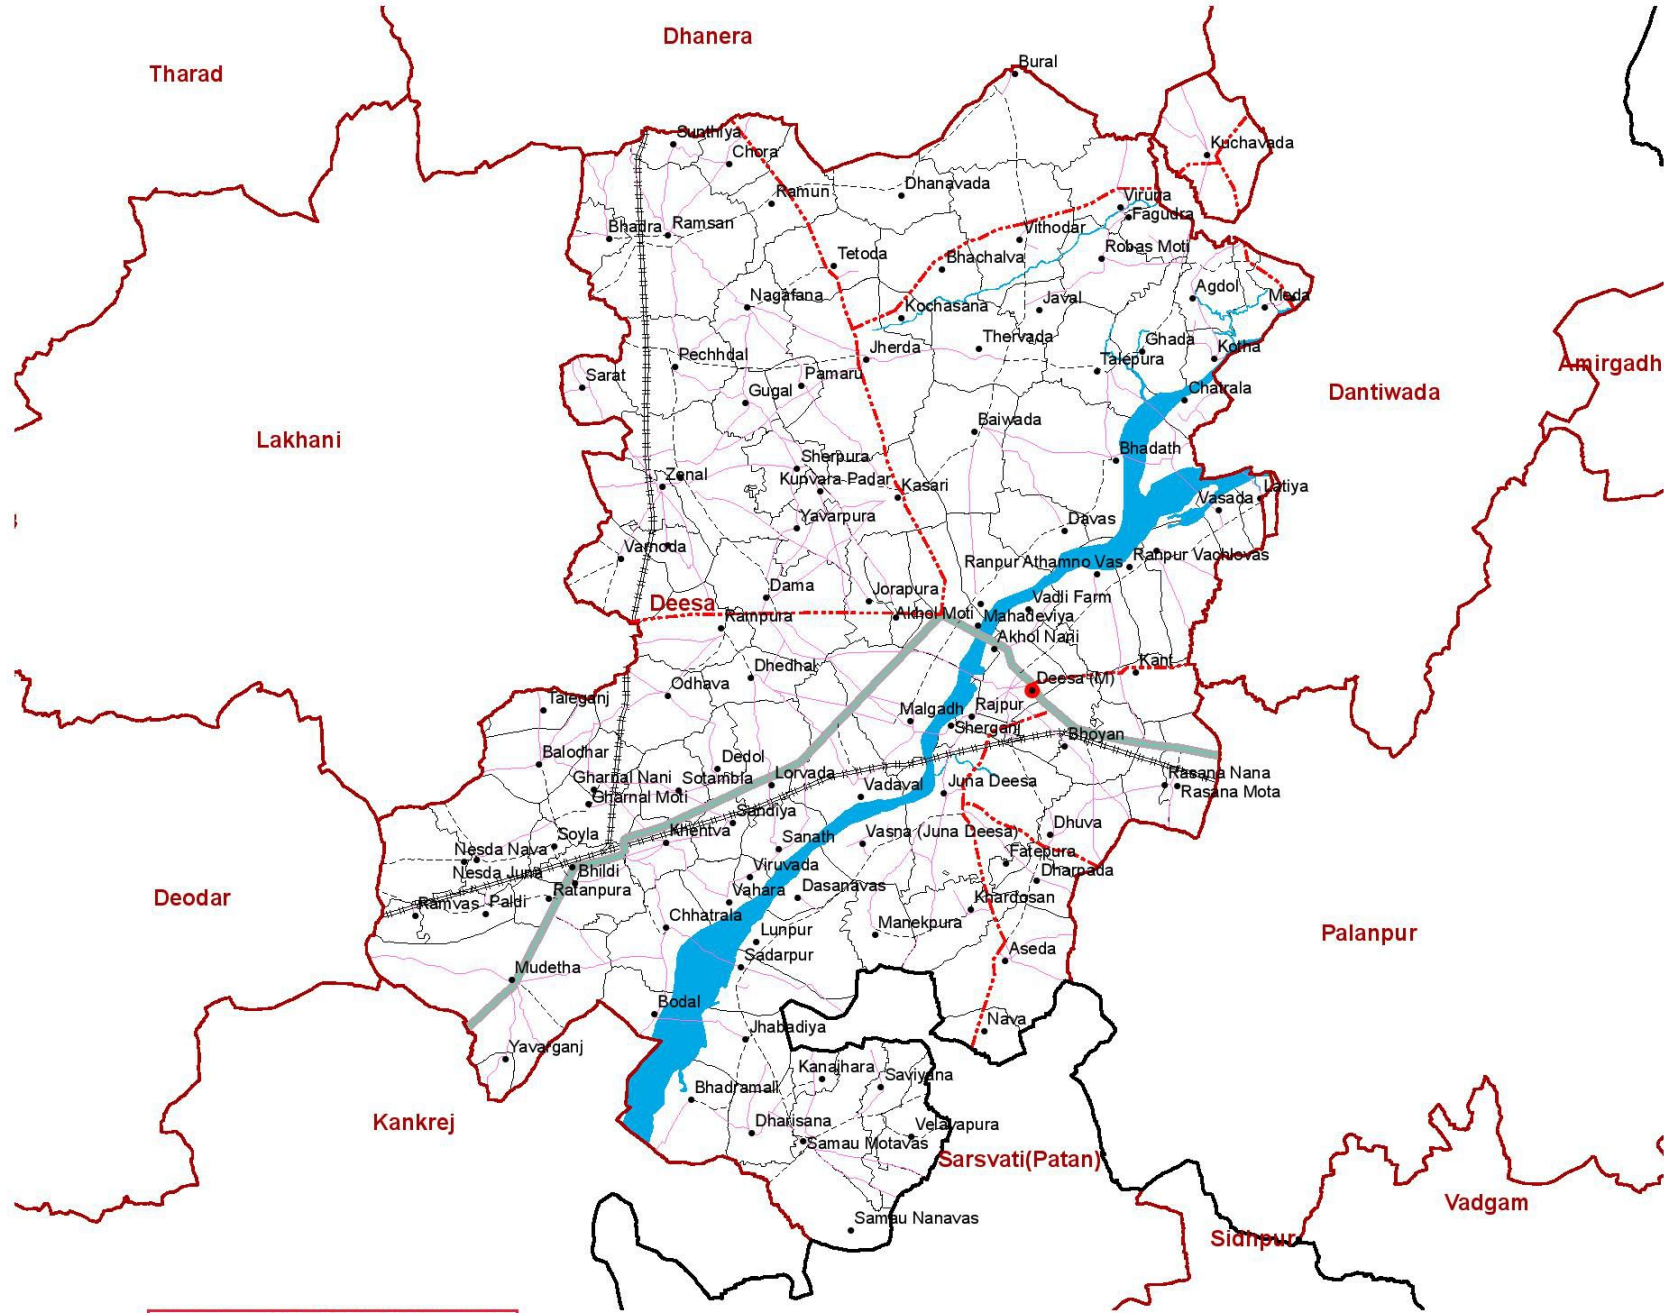 Dhanera
Bural
Tharad
Sunthiya
Kuchavada
Chora
Dhanavada
Ramun
Viruna
Fagudra
Bhadra
Ramsan
Vithodar
Robas Moti
Tetoda
Bhachalva
Agdol
Nagafana
Meda
Javal
Kochasana
Thervada
Ghada
Jherda
Kotha
Pechhdal
Talepura
Amirgadh
Sarat
Pamaru
Gugal
Chatrala
Dantiwada
Baiwada
Lakhani
Bhadath
Sherpura
Zenal
Kunvara Padar
Kasari
Latiya
Vasada
Yavarpura
Davas
Varnoda
Ranpur Athamno Vas
Ranpur Vachlovas
Dama
Jorapura
Vadli Farm
Deesa
Akhol Moti
Mahadeviya
Rampura
Akhol Nani
Kant
Dhedhal
Deesa (M)
Odhava
Taleganj
Malgadh
Rajpur
Sherganj
Bhoyan
Balodhar
Dedol
Gharnal Nani
Sotambla
Lorvada
Rasana Nana
Juna Deesa
Vadaval
Rasana Mota
Gharnal Moti
Sandiya
Dhuva
Khentva
Soyla
Sanath
Vasna (Juna Deesa)
Nesda Nava
Fatepura
Viruvada
Nesda Juna
Bhildi
Dharpada
Ratanpura
Vahara
Dasanavas
Deodar
Ramvas
Paldi
Khardosan
Chhatrala
Manekpura
Lunpur
Palanpur
Aseda
Sadarpur
Mudetha
Bodal
Nava
Jhabadiya
Yavarganj
Kanajhara
Saviyana
Bhadramali
Kankrej
Dharisana
Velavapura
Samau Motavas
Sarsvati(Patan)
Vadgam
Samau Nanavas
Sidhpur